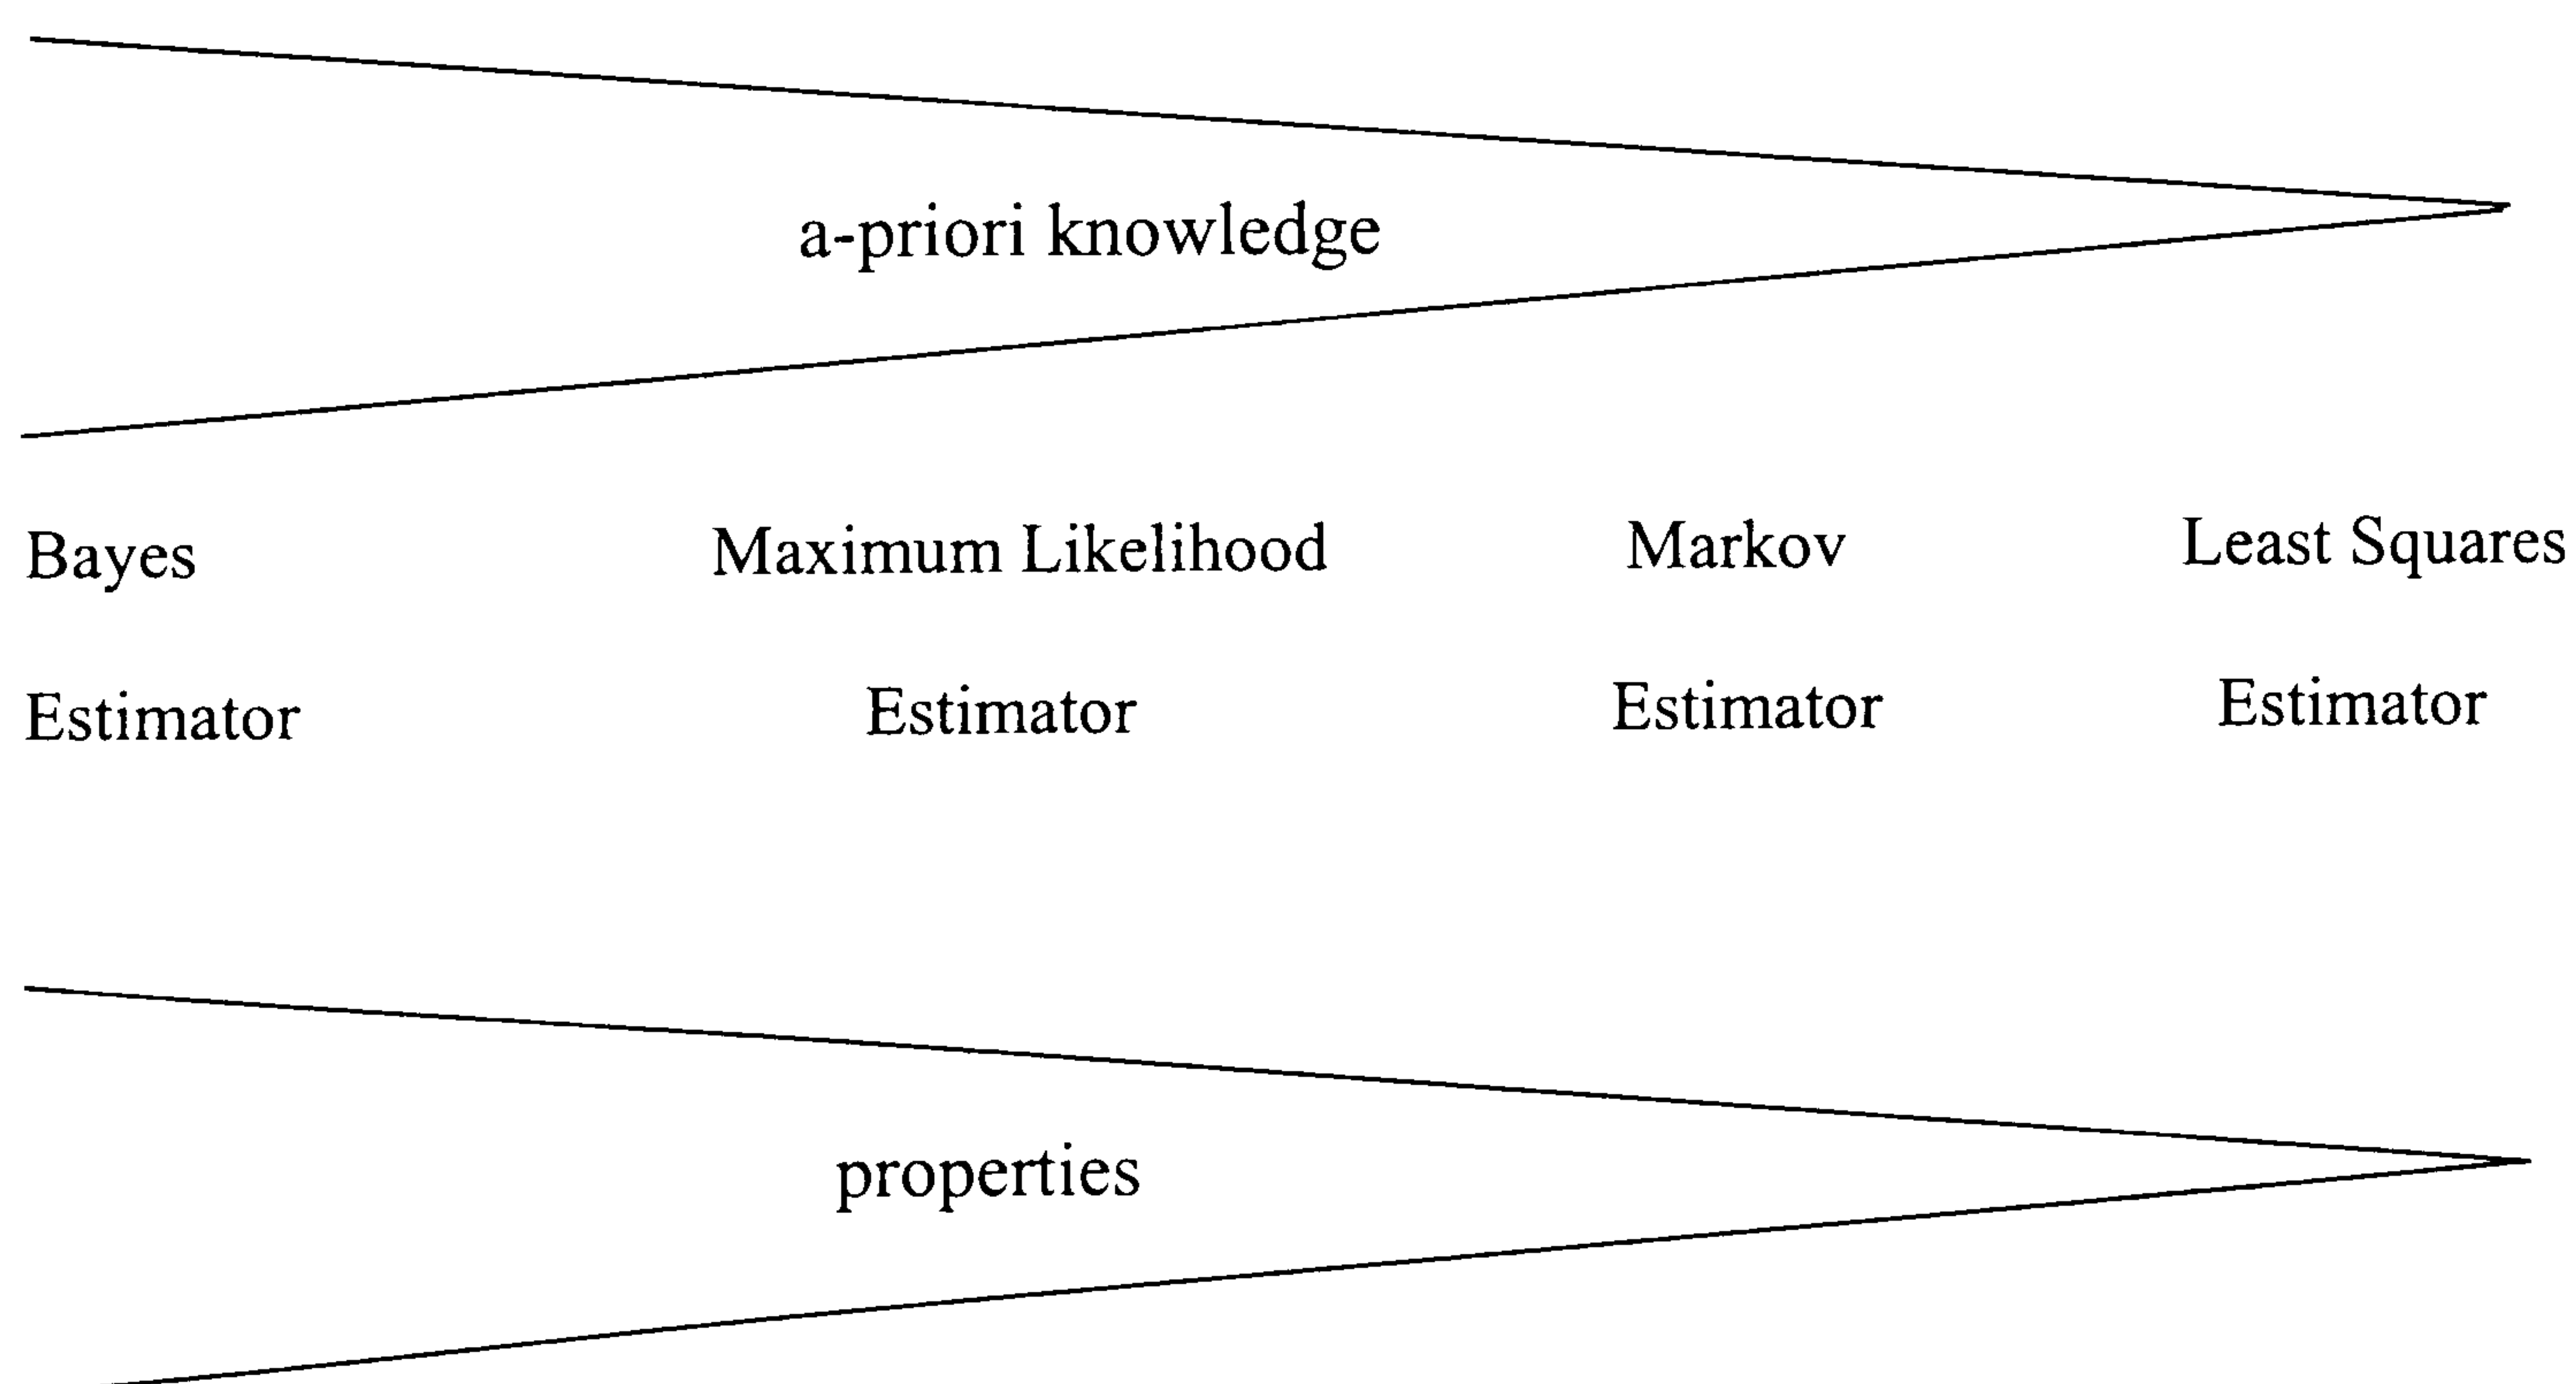 a-priori knowledge
Bayes Maximum Likelihood Markov Least Squares
Estimator Estimator Estimator Estimator
properties